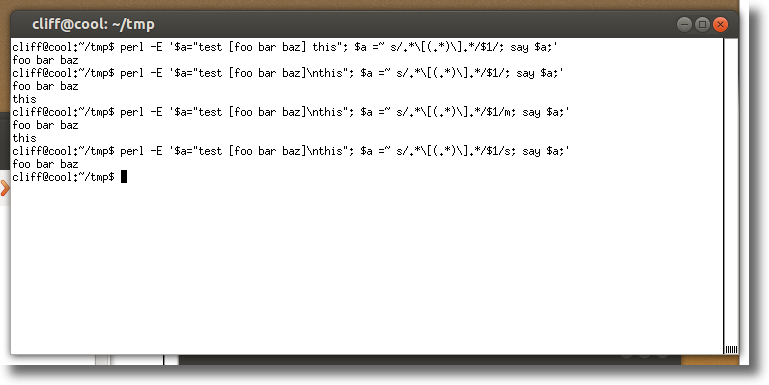 cliff@cool: ~/tmp
cliff@cool:~/tmp$ perl -E '$a="test [foo bar baz] this"; $a =~ s/.*\[(.*)\].*/$1/; say $a;'
foo bar baz
cliff@cool:~/tmp$ perl -E '$a="test [foo bar baz]\nthis"; $a =~ s/.*\[(.*)\].*/$1/; say $a;'
foo bar baz
this
cliff@cool:~/tmp$ perl -E '$a="test [foo bar baz]\nthis"; $a =~ s/.*\[(.*)\].*/$1/m; say $a;'
foo bar baz
this
cliff@cool:~/tmp$ perl -E '$a="test [foo bar baz]\nthis"; $a =~ s/.*\[(.*)\].*/$1/s; say $a;'
foo bar baz
cliff@cool:~/tmp$